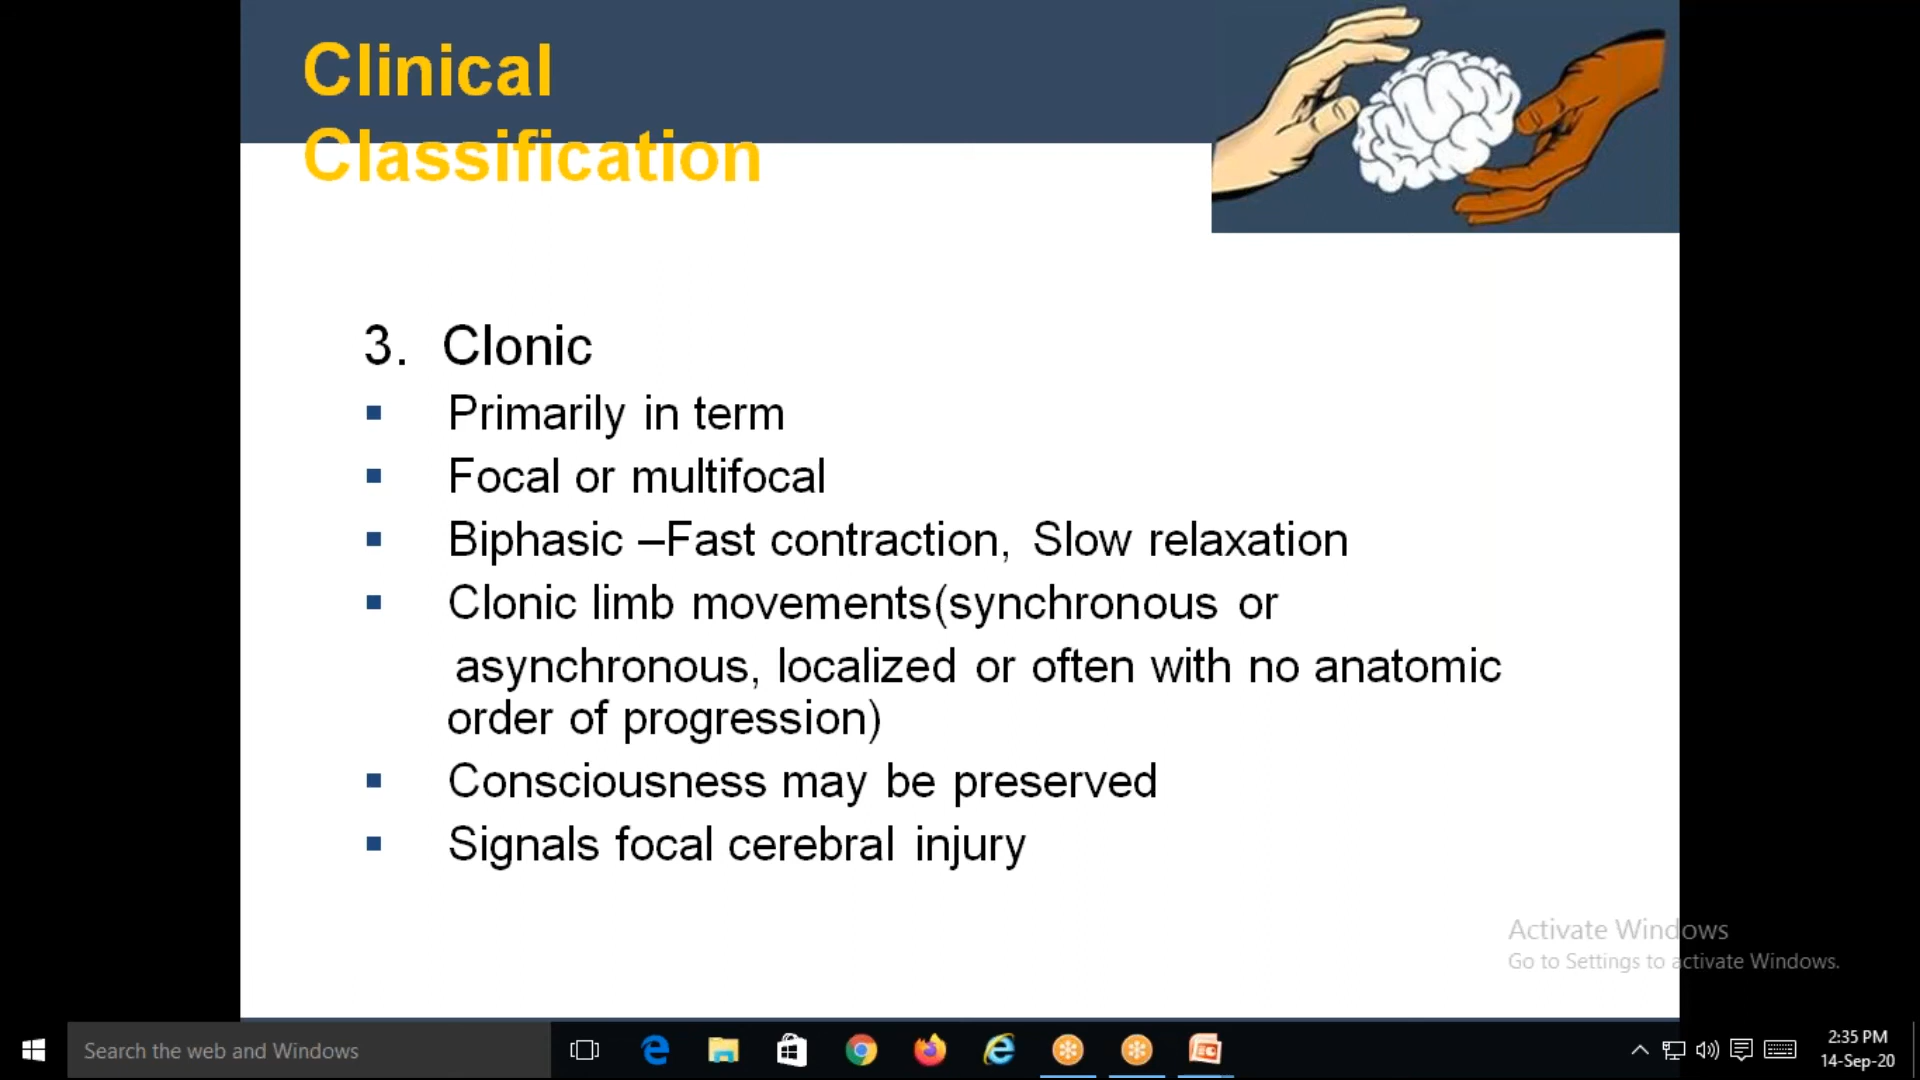 Clinical
Classification
3. Clonic
▪ Primarily in term
▪ Focal or multifocal
▪ Biphasic –Fast contraction, Slow relaxation
▪ Clonic limb movements(synchronous or
asynchronous, localized or often with no anatomic
order of progression)
▪ Consciousness may be preserved
▪ Signals focal cerebral injury
Activate Windows
Go to Settings to activate Windows.
Search the web and Windows
2:35 PM
14-Sep-20